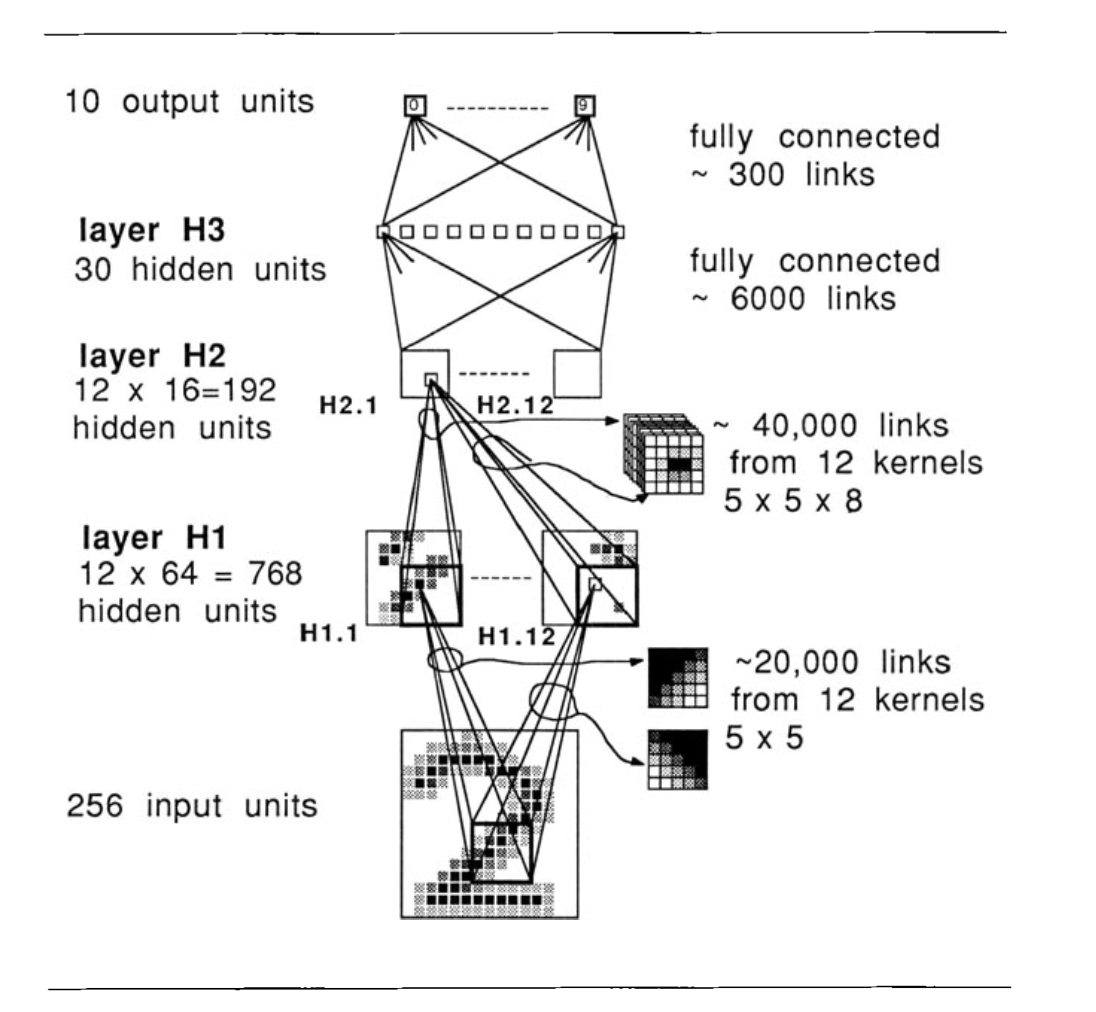 10 output units
0 9
fully connected
~ 300 links
layer H3
30 hidden units
fully connected
~ 6000 links
layer H2
12 x 16=192
hidden units
H2.1
H2.12
~ 40,000 links
from 12 kernels
5 x 5 x 8
layer H1
12 x 64 = 768
hidden units
H1.1
H1.12
~20,000 links
from 12 kernels
5 x 5
256 input units